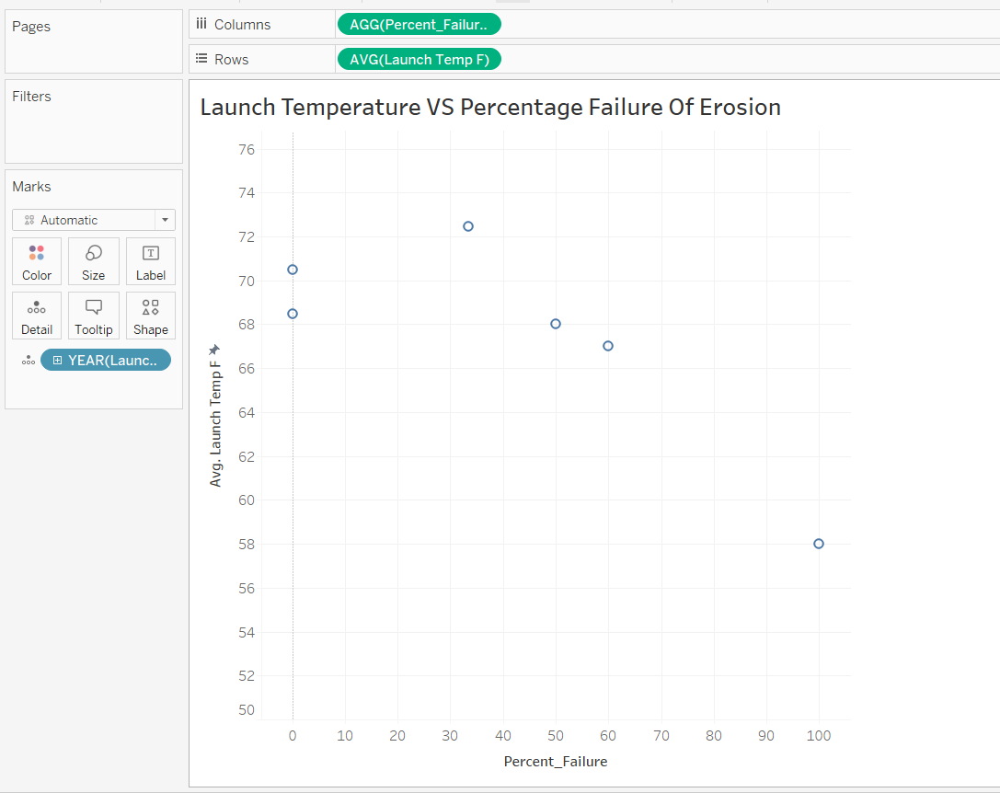 Pages
Columns
AGG(Percent_Failur..
Rows
AVG(Launch Temp F)
Filters
Launch Temperature VS Percentage Failure Of Erosion
Marks
Automatic
Color
Size
T
Label
Detail
Tooltip
Shape
YEAR(Launc..
Avg. Launch Temp F
76
74
72
70
68
66
64
62
60
58
56
54
52
50
0 10 20 30 40 50 60 70 80 90 100
Percent_Failure